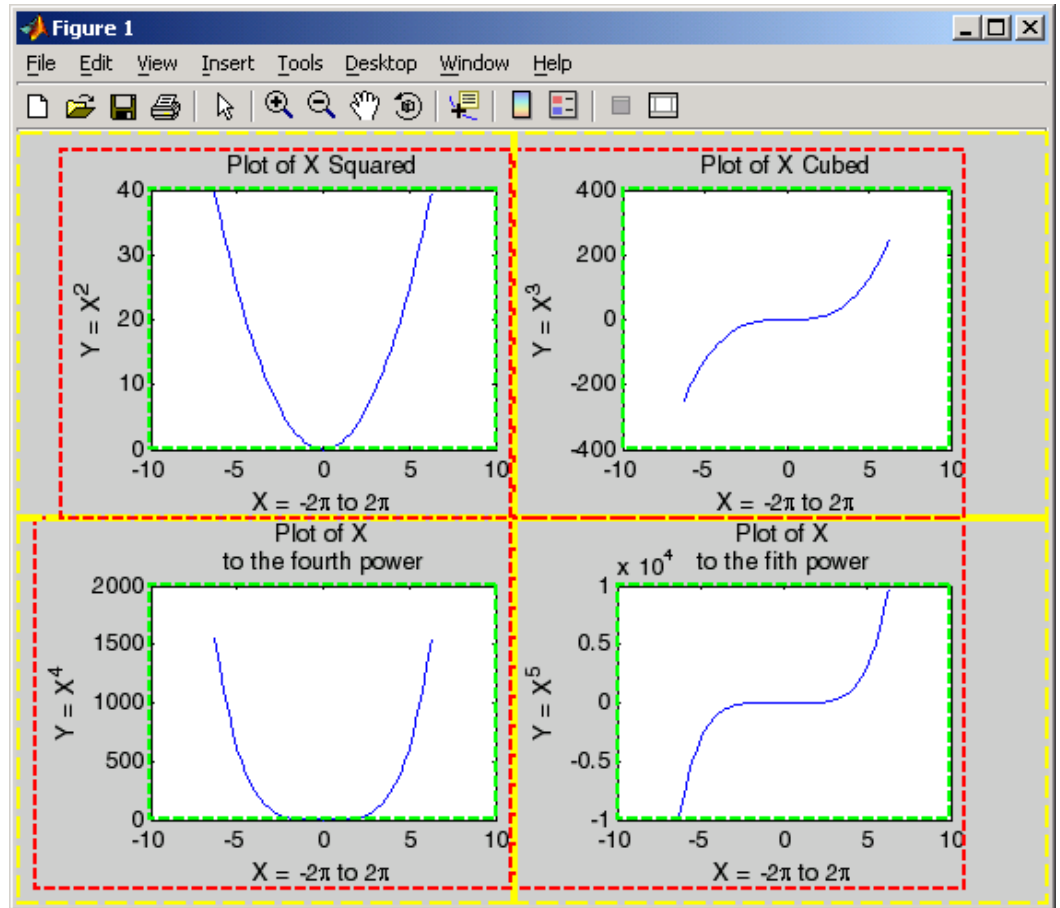 Figure 1
File Edit View Insert Tools Desktop Window Help
Plot of X Squared
40
30
20
10
0
Y = X²
-10 -5 0 5 10
X = -2π to 2π
Plot of X Cubed
400
200
0
-200
-400
Y = X³
-10 -5 0 5 10
X = -2π to 2π
Plot of X
to the fourth power
2000
1500
1000
500
0
Y = X⁴
-10 -5 0 5 10
X = -2π to 2π
Plot of X
x 10⁴ to the fith power
1
0.5
0
-0.5
-1
Y = X⁵
-10 -5 0 5 10
X = -2π to 2π